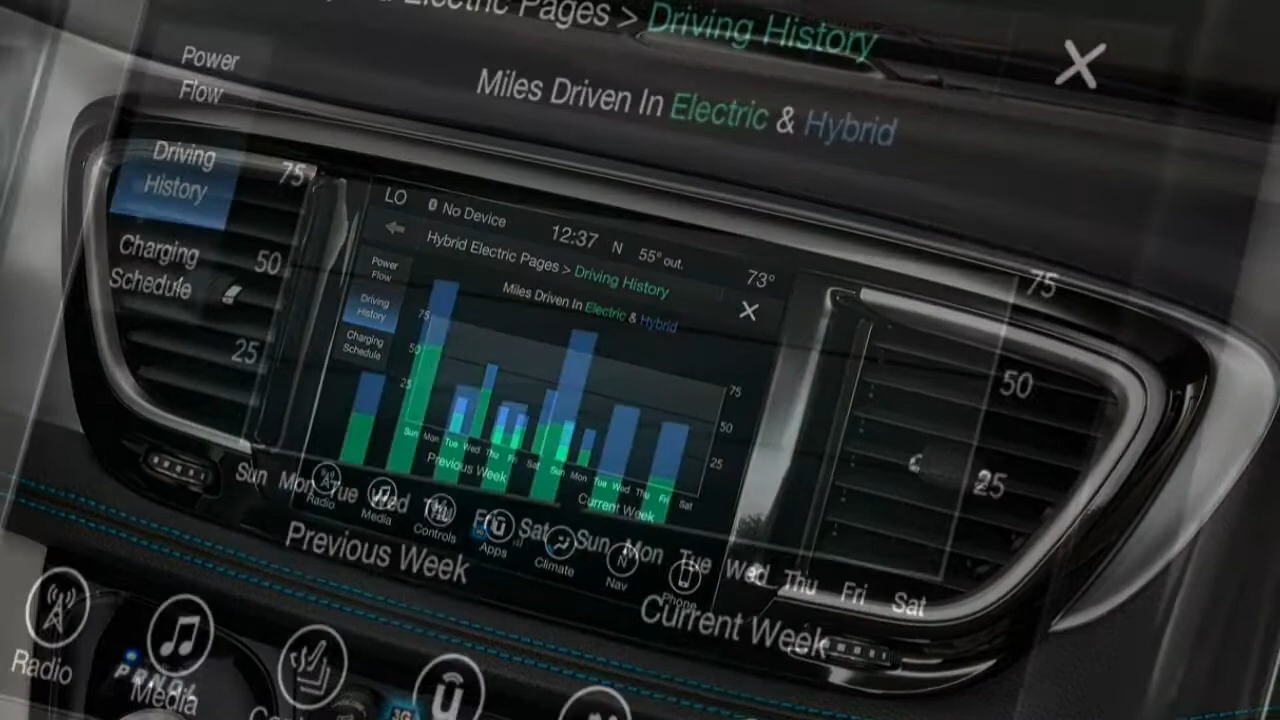 Electric Pages > Driving History
Power
Flow
Miles Driven In Electric & Hybrid
Driving
History
Charging
Schedule
75
50
25
75
50
25
LO
No Device
12:37
N
55° out.
73°
Hybrid Electric Pages > Driving History
Power
Flow
Miles Driven In Electric & Hybrid
Driving
History
Charging
Schedule
75
50
25
75
50
25
Sun Mon Tue Wed Thu Fri Sat Sun Mon Tue Wed Thu Fri Sat
Previous Week
Current Week
Radio
Media
Controls
Apps
Climate
Nav
Phone
Sun Mon Tue Wed Fri Sat Sun Mon Tue Wed Thu Fri Sat
Previous Week
Current Week
Radio
Media
P R N D L